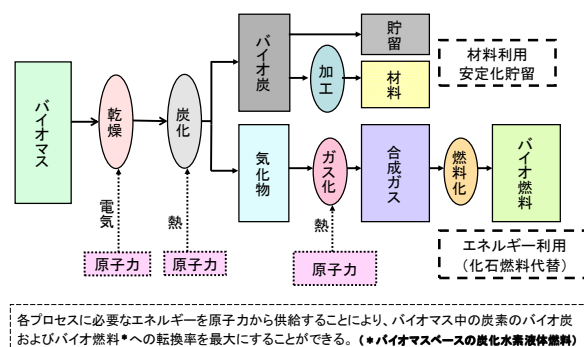 バイオマス
乾燥
炭化
バイオ炭
加工
貯留
材料
材料利用
安定化貯留
気化物
ガス化
合成ガス
燃料化
バイオ燃料
電気
熱
熱
原子力
原子力
原子力
エネルギー利用
(化石燃料代替)
各プロセスに必要なエネルギーを原子力から供給することにより、バイオマス中の炭素のバイオ炭
およびバイオ燃料*への転換率を最大にすることができる。(*バイオマスベースの炭化水素液体燃料)